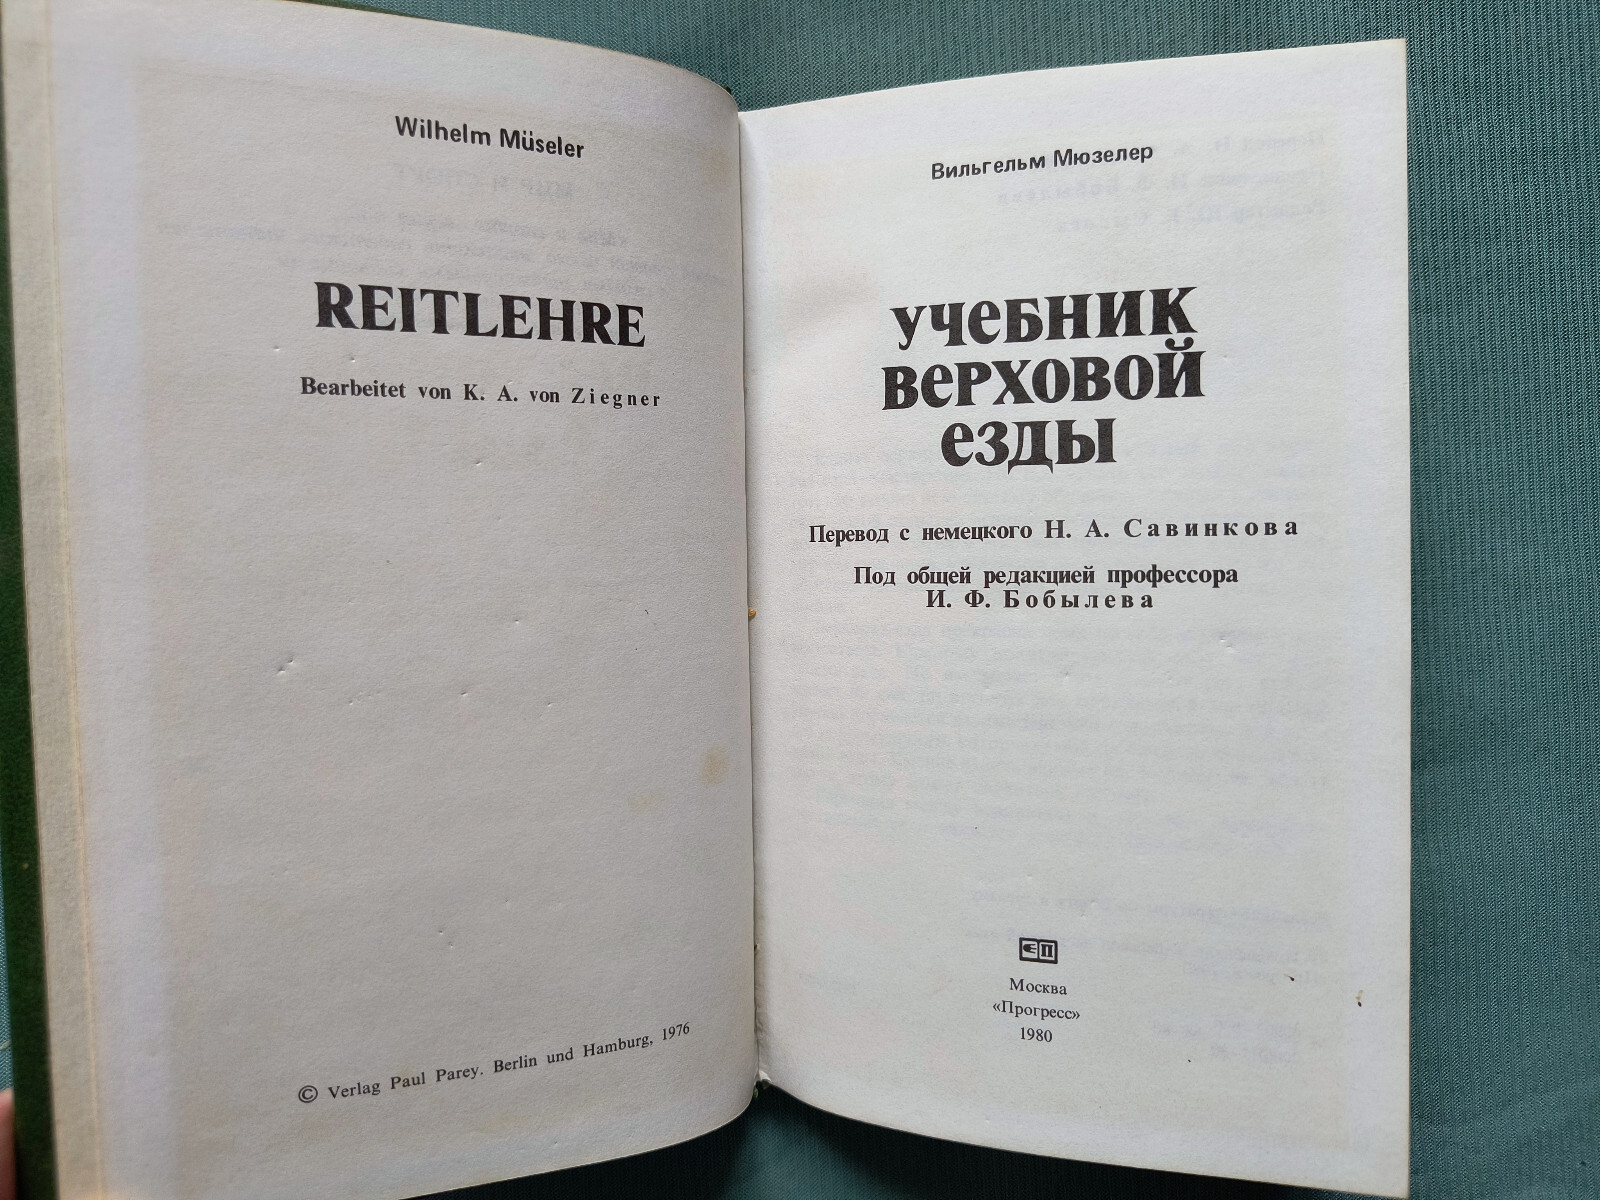 Wilhelm Müseler
REITLEHRE
Bearbeitet von K. A. von Ziegner
© Verlag Paul Parey. Berlin und Hamburg, 1976
Вильгельм Мюзелер
учебник
верховой
езды
Перевод с немецкого Н. А. Савинкова
Под общей редакцией профессора
И. Ф. Бобылева
Москва
«Прогресс»
1980